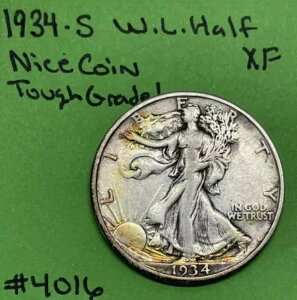 1934-S W.L.Half
Nice Coin XF
Tough Grade!
LIBERTY
IN GOD
WE TRUST
1934
#4016